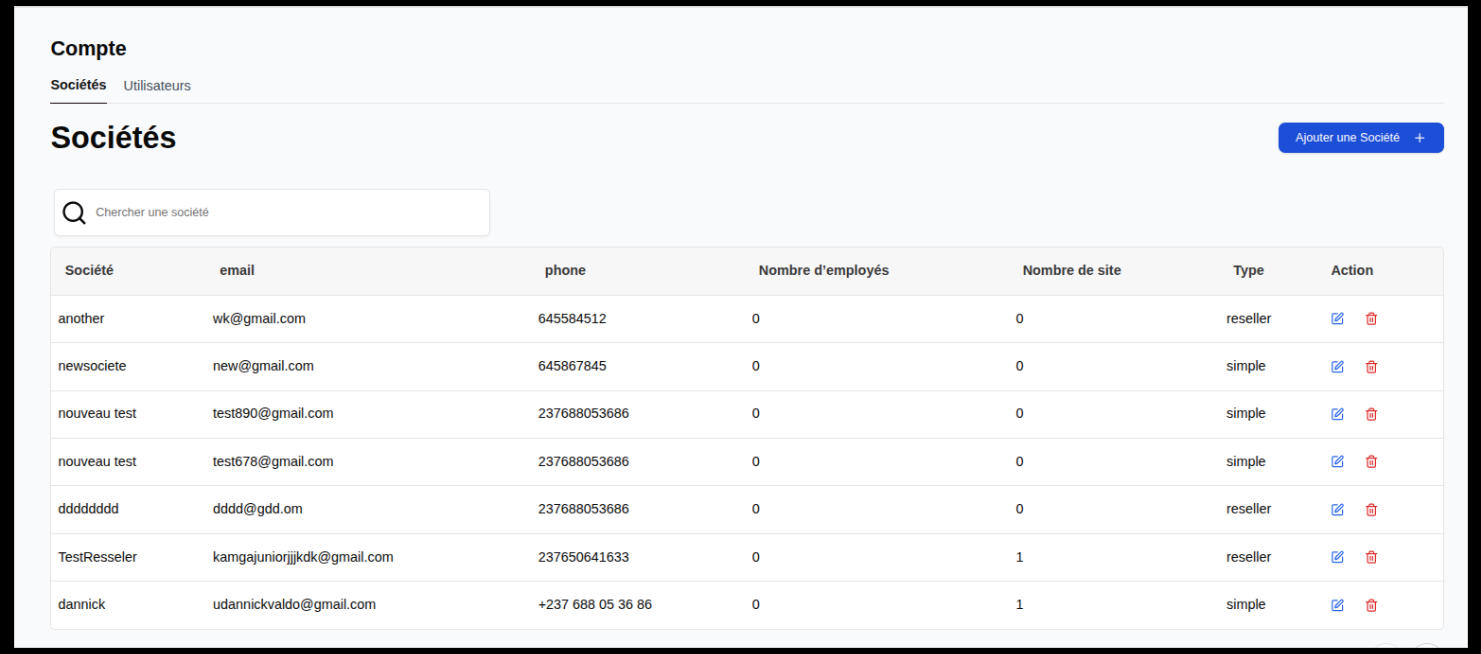 Compte
Sociétés Utilisateurs
Sociétés
Ajouter une Société +
Chercher une société
Société email phone Nombre d’employés Nombre de site Type Action
another wk@gmail.com 645584512 0 0 reseller
newsociete new@gmail.com 645867845 0 0 simple
nouveau test test890@gmail.com 237688053686 0 0 simple
nouveau test test678@gmail.com 237688053686 0 0 simple
dddddddd dddd@gdd.om 237688053686 0 0 reseller
TestResseler kamgajuniorjjjkdk@gmail.com 237650641633 0 1 reseller
dannick udannickvaldo@gmail.com +237 688 05 36 86 0 1 simple